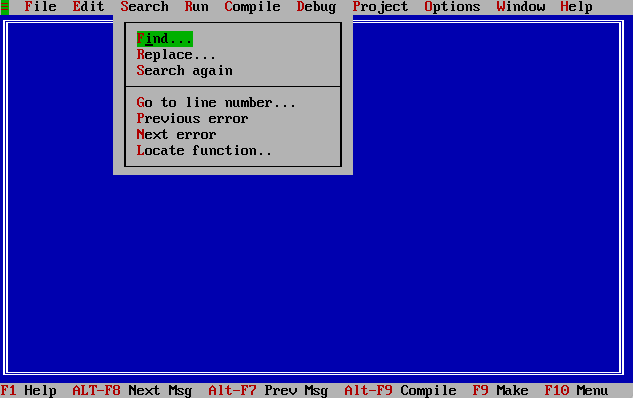 ≡ File Edit Search Run Compile Debug Project Options Window Help
Find...
Replace...
Search again
Go to line number...
Previous error
Next error
Locate function..
F1 Help ALT-F8 Next Msg Alt-F7 Prev Msg Alt-F9 Compile F9 Make F10 Menu